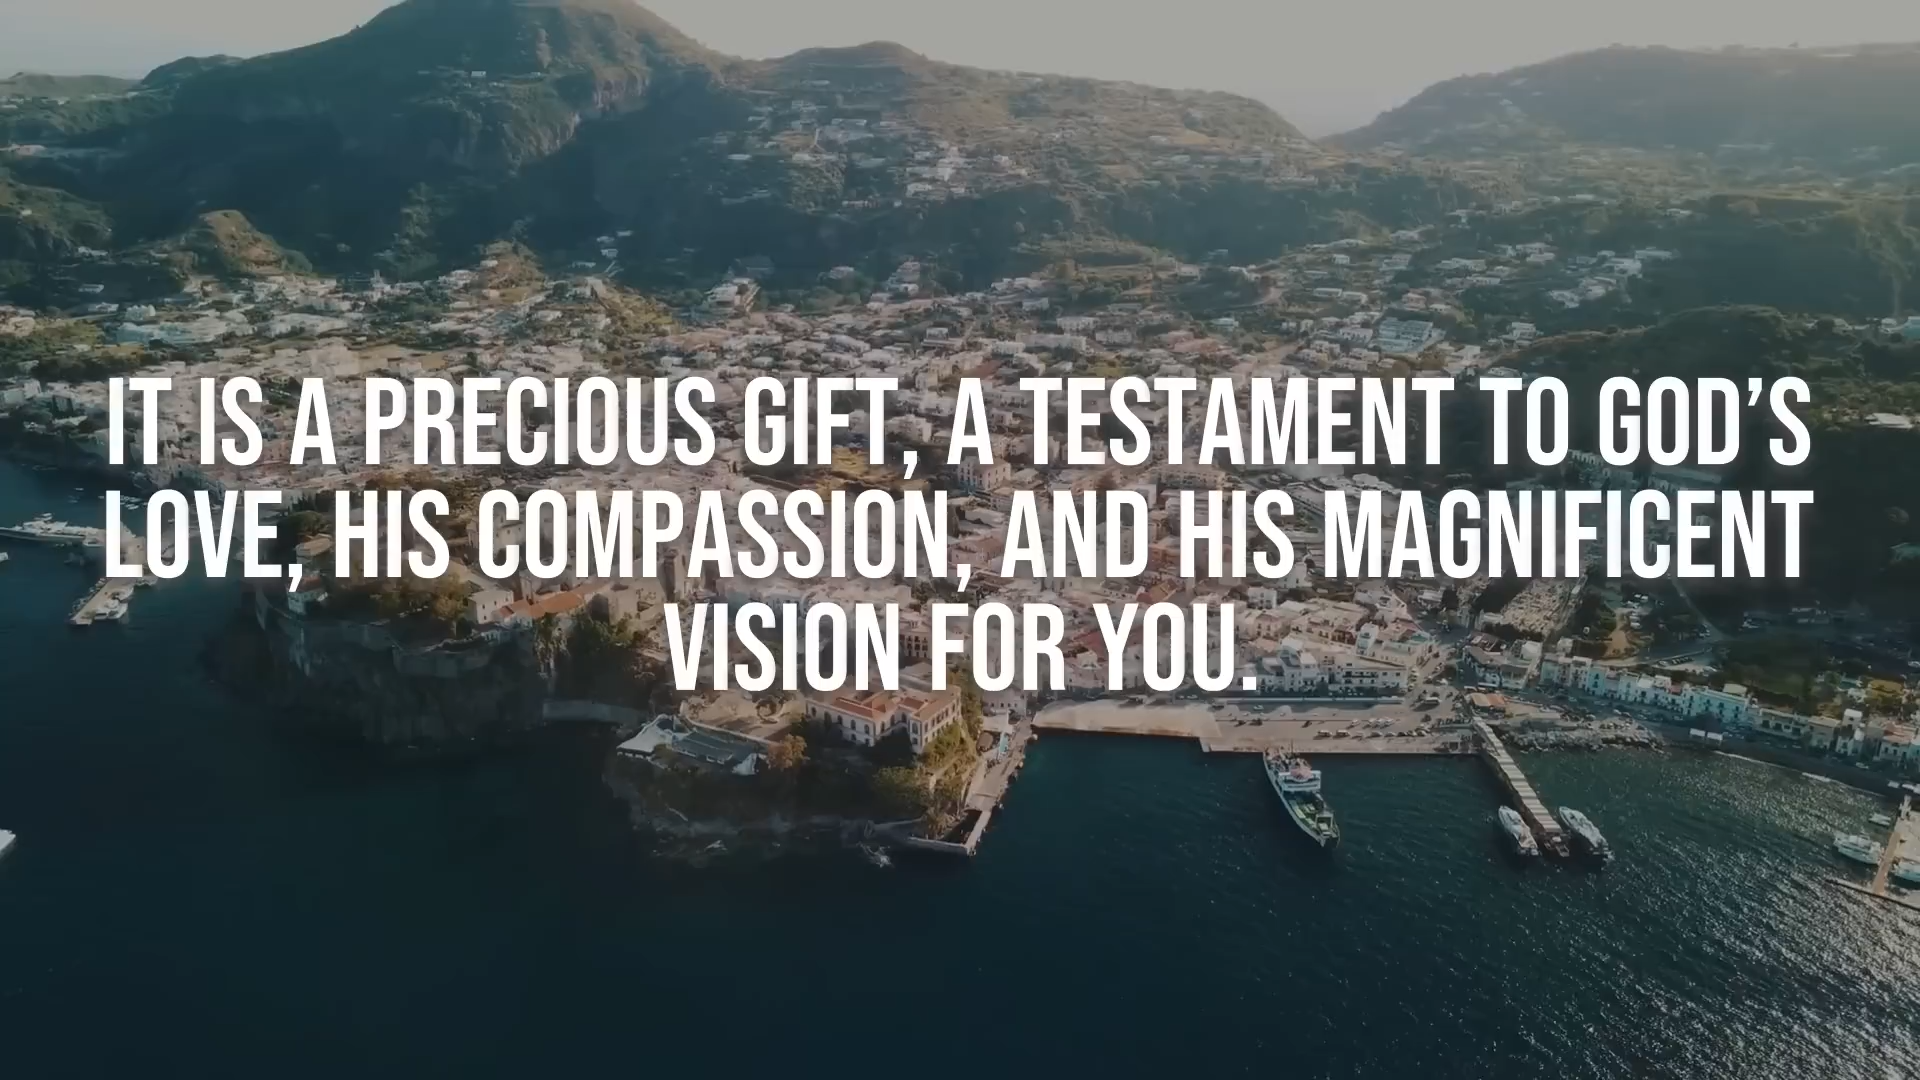 IT IS A PRECIOUS GIFT, A TESTAMENT TO GOD’S
LOVE, HIS COMPASSION, AND HIS MAGNIFICENT
VISION FOR YOU.